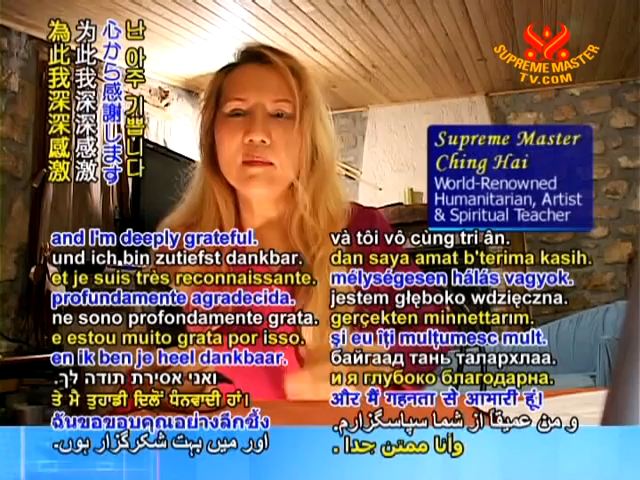 為此我深深感激
为此我深深感激
心から感謝します
난 아주 기쁩니다
SUPREME MASTER
TV.COM
Supreme Master
Ching Hai
World-Renowned
Humanitarian, Artist
& Spiritual Teacher
and I'm deeply grateful.
und ich bin zutiefst dankbar.
et je suis très reconnaissante.
profundamente agradecida.
ne sono profondamente grata.
e estou muito grata por isso.
en ik ben je heel dankbaar.
ואני אסירת תודה לך.
ਤੇ ਮੈ ਤੁਹਾਡੀ ਦਿਲੋਂ ਧੰਨਵਾਦੀ ਹਾਂ।
ฉันขอขอบคุณอย่างลึกซึ้ง
اور میں بہت شکرگزار ہوں.
và tôi vô cùng tri ân.
dan saya amat b'terima kasih.
mélységesen hálás vagyok.
jestem głęboko wdzięczna.
gerçekten minnettarım.
şi eu îţi mulţumesc mult.
байгаад тань талархлаа.
и я глубоко благодарна.
और मैं गहनता से आभारी हूं।
و من عمیقاً از شما سپاسگزارم.
وأنا ممتن جدا .